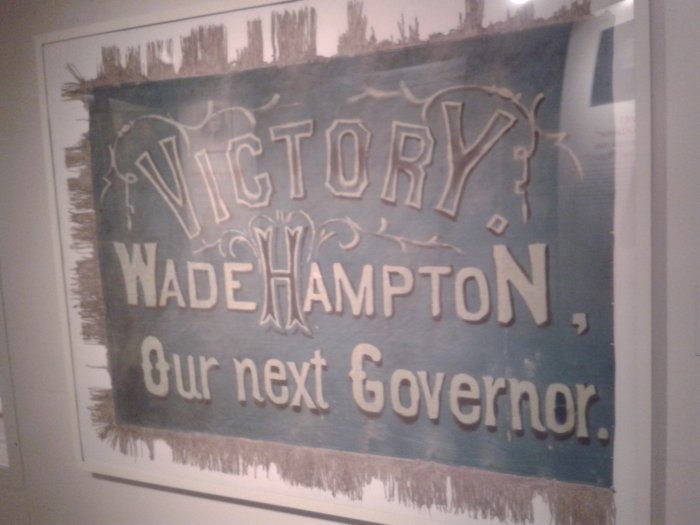 VICTORY.
WADE HAMPTON,
Our next Governor.